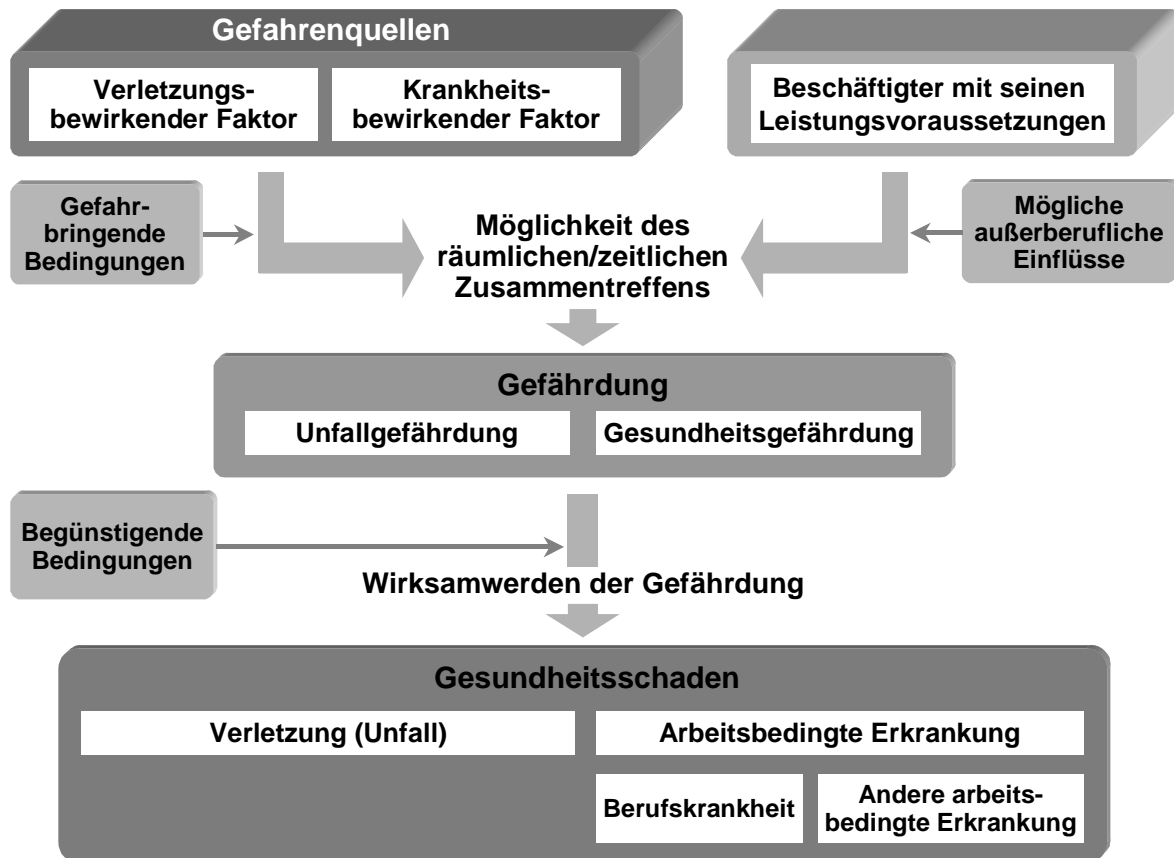 Gefahrenquellen
Verletzungs-
bewirkender Faktor
Krankheits-
bewirkender Faktor
Beschäftigter mit seinen
Leistungsvoraussetzungen
Gefahr-
bringende
Bedingungen
Möglichkeit des
räumlichen/zeitlichen
Zusammentreffens
Mögliche
außerberufliche
Einflüsse
Gefährdung
Unfallgefährdung
Gesundheitsgefährdung
Begünstigende
Bedingungen
Wirksamwerden der Gefährdung
Gesundheitsschaden
Verletzung (Unfall)
Arbeitsbedingte Erkrankung
Berufskrankheit
Andere arbeits-
bedingte Erkrankung